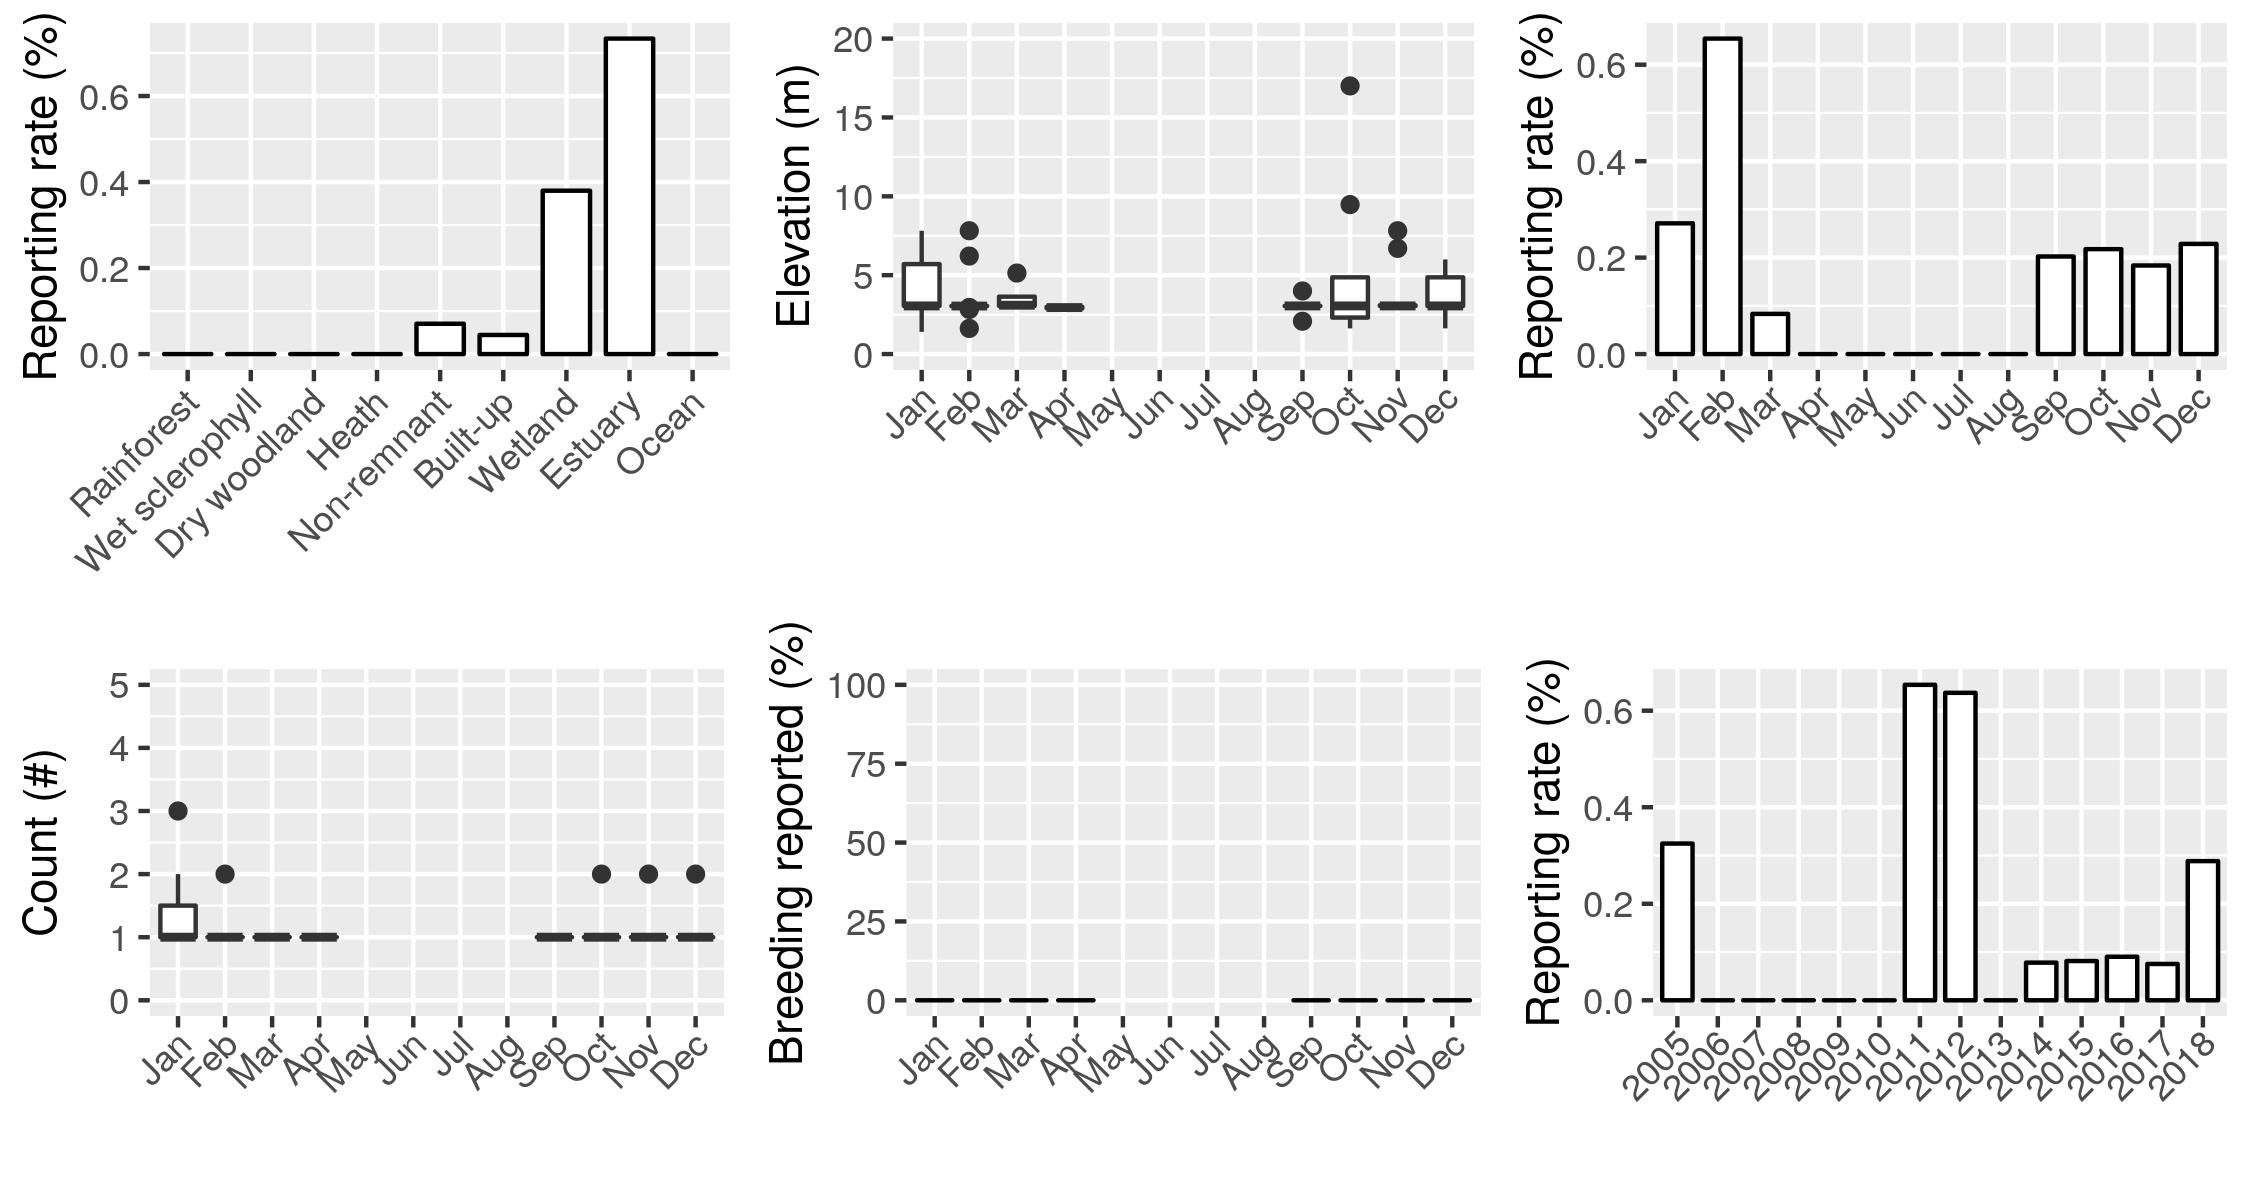 Reporting rate (%)
0.6
0.4
0.2
0.0
Rainforest
Wet sclerophyll
Dry woodland
Heath
Non-remnant
Built-up
Wetland
Estuary
Ocean
Elevation (m)
20
15
10
5
0
Jan
Feb
Mar
Apr
May
Jun
Jul
Aug
Sep
Oct
Nov
Dec
Reporting rate (%)
0.6
0.4
0.2
0.0
Jan
Feb
Mar
Apr
May
Jun
Jul
Aug
Sep
Oct
Nov
Dec
Count (#)
5
4
3
2
1
0
Jan
Feb
Mar
Apr
May
Jun
Jul
Aug
Sep
Oct
Nov
Dec
Breeding reported (%)
100
75
50
25
0
Jan
Feb
Mar
Apr
May
Jun
Jul
Aug
Sep
Oct
Nov
Dec
Reporting rate (%)
0.6
0.4
0.2
0.0
2005
2006
2007
2008
2009
2010
2011
2012
2013
2014
2015
2016
2017
2018